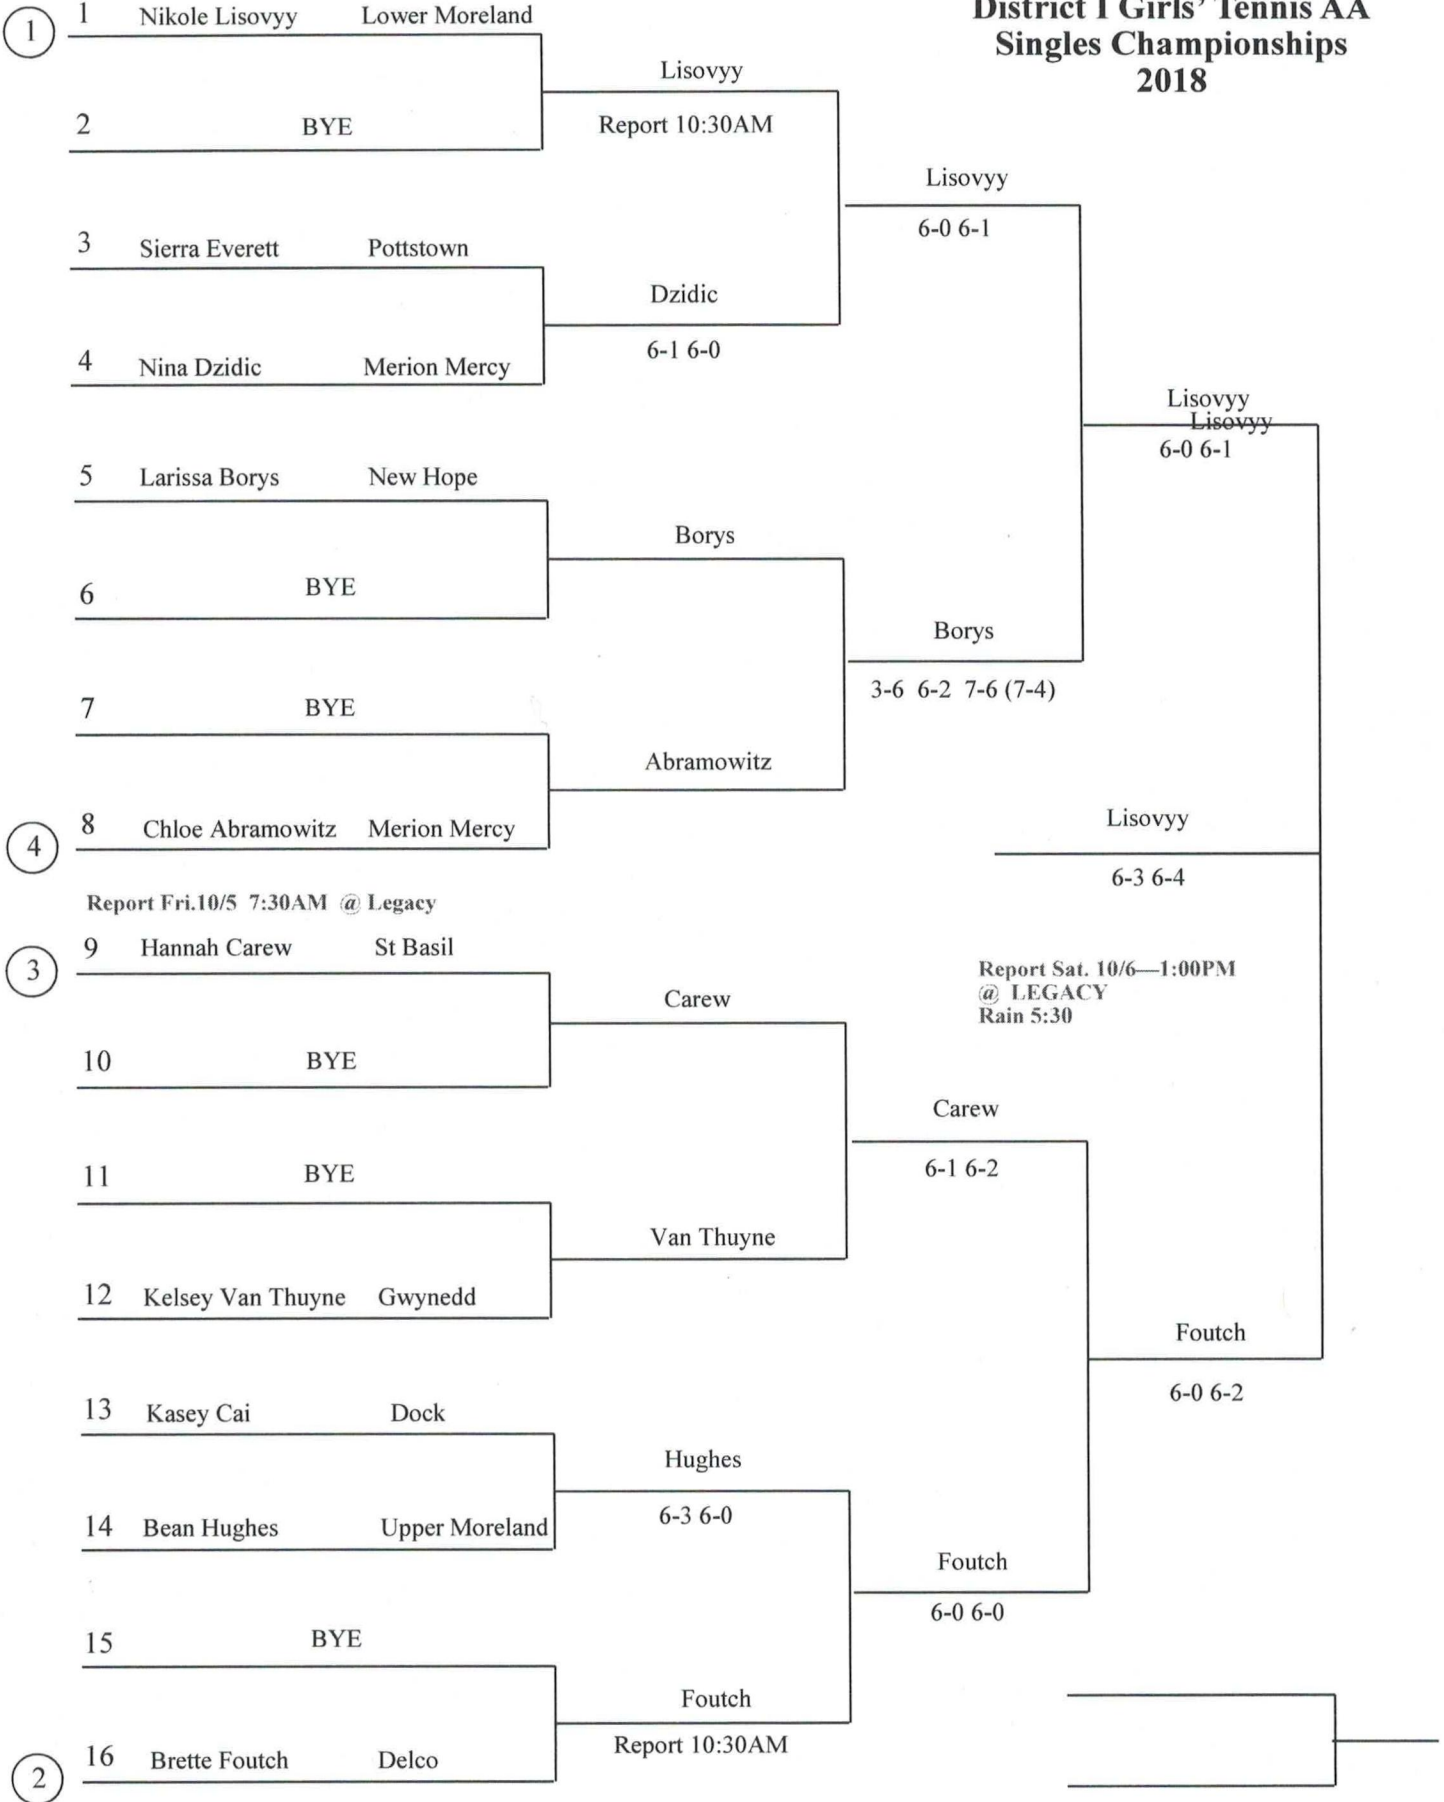 District 1 Girls' Tennis AA
Singles Championships
2018
1
1 Nikole Lisovyy Lower Moreland
Lisovyy
Report 10:30AM
2 BYE
Lisovyy
6-0 6-1
3 Sierra Everett Pottstown
Dzidic
6-1 6-0
4 Nina Dzidic Merion Mercy
Lisovyy
Lisovyy
6-0 6-1
5 Larissa Borys New Hope
Borys
6 BYE
Borys
3-6 6-2 7-6 (7-4)
7 BYE
Abramowitz
4
8 Chloe Abramowitz Merion Mercy
Lisovyy
6-3 6-4
Report Fri.10/5 7:30AM @ Legacy
3
9 Hannah Carew St Basil
Report Sat. 10/6—1:00PM
@ LEGACY
Rain 5:30
Carew
10 BYE
Carew
6-1 6-2
11 BYE
Van Thuyne
12 Kelsey Van Thuyne Gwynedd
Foutch
6-0 6-2
13 Kasey Cai Dock
Hughes
6-3 6-0
14 Bean Hughes Upper Moreland
Foutch
6-0 6-0
15 BYE
Foutch
Report 10:30AM
2
16 Brette Foutch Delco